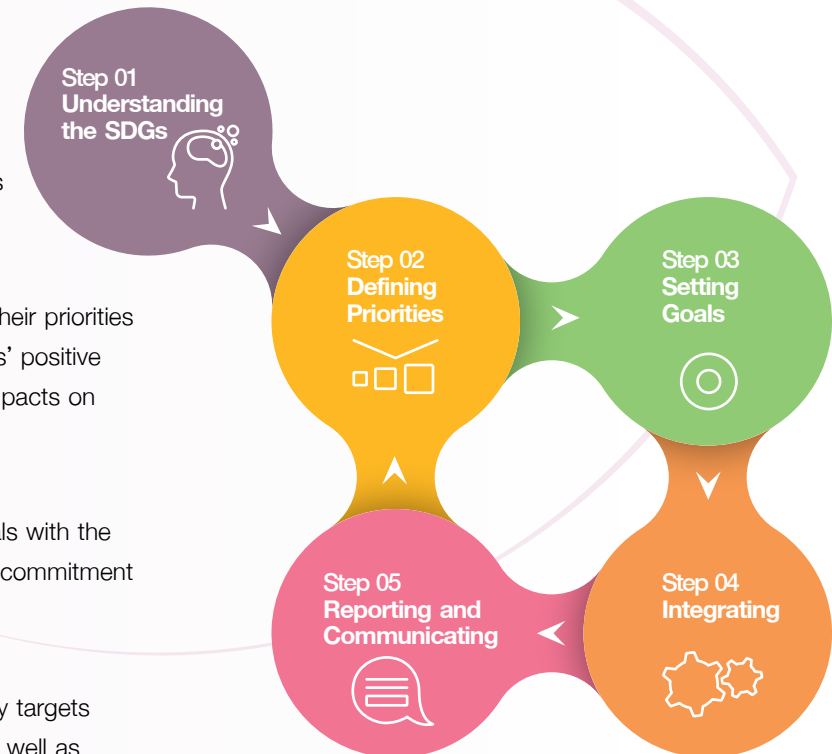 Step 01
Understanding
the SDGs
s
heir priorities
s’ positive
pacts on
ls with the
commitment
y targets
well as
Step 02
Defining
Priorities
Step 03
Setting
Goals
Step 05
Reporting and
Communicating
Step 04
Integrating